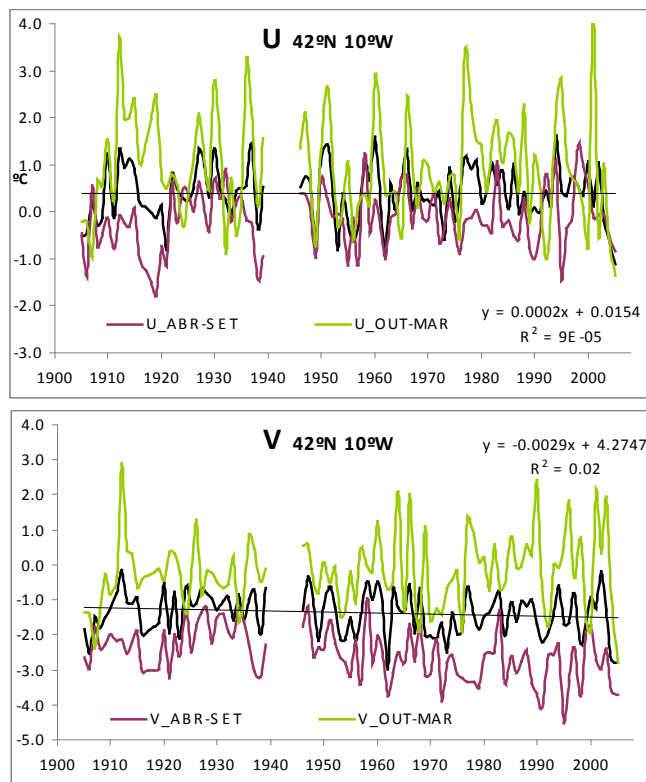 U 42ºN 10ºW
4.0
3.0
2.0
1.0
ºC
0.0
-1.0
-2.0
-3.0
U_ABR-SET
U_OUT-MAR
y = 0.0002x + 0.0154
R² = 9E-05
1900 1910 1920 1930 1940 1950 1960 1970 1980 1990 2000
V 42ºN 10ºW
y = -0.0029x + 4.2747
R² = 0.02
4.0
3.0
2.0
1.0
0.0
-1.0
-2.0
-3.0
-4.0
-5.0
V_ABR-SET
V_OUT-MAR
1900 1910 1920 1930 1940 1950 1960 1970 1980 1990 2000